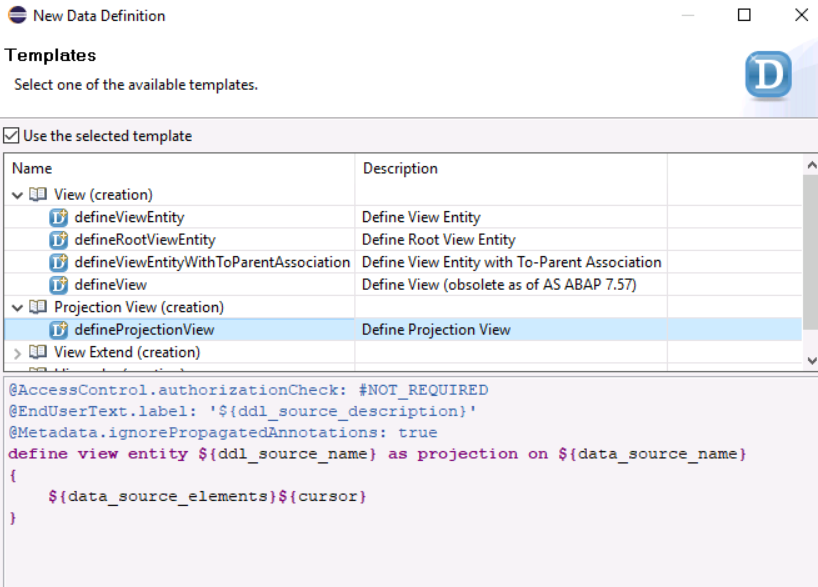 New Data Definition
Templates
Select one of the available templates.
D
Use the selected template
Name Description
View (creation)
defineViewEntity Define View Entity
defineRootViewEntity Define Root View Entity
defineViewEntityWithToParentAssociation Define View Entity with To-Parent Association
defineView Define View (obsolete as of AS ABAP 7.57)
Projection View (creation)
defineProjectionView Define Projection View
View Extend (creation)
@AccessControl.authorizationCheck: #NOT_REQUIRED
@EndUserText.label: '${ddl_source_description}'
@Metadata.ignorePropagatedAnnotations: true
define view entity ${ddl_source_name} as projection on ${data_source_name}
{
    ${data_source_elements}${cursor}
}